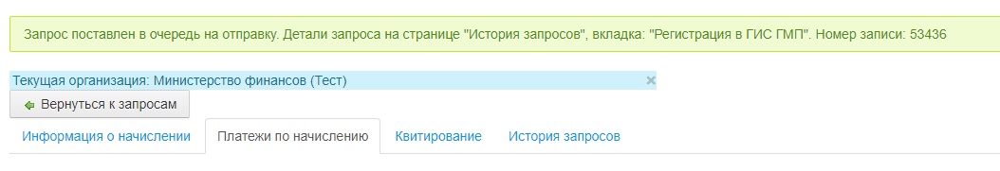 Запрос поставлен в очередь на отправку. Детали запроса на странице "История запросов", вкладка: "Регистрация в ГИС ГМП". Номер записи: 53436
Текущая организация: Министерство финансов (Тест)
Вернуться к запросам
Информация о начислении Платежи по начислению Квитирование История запросов